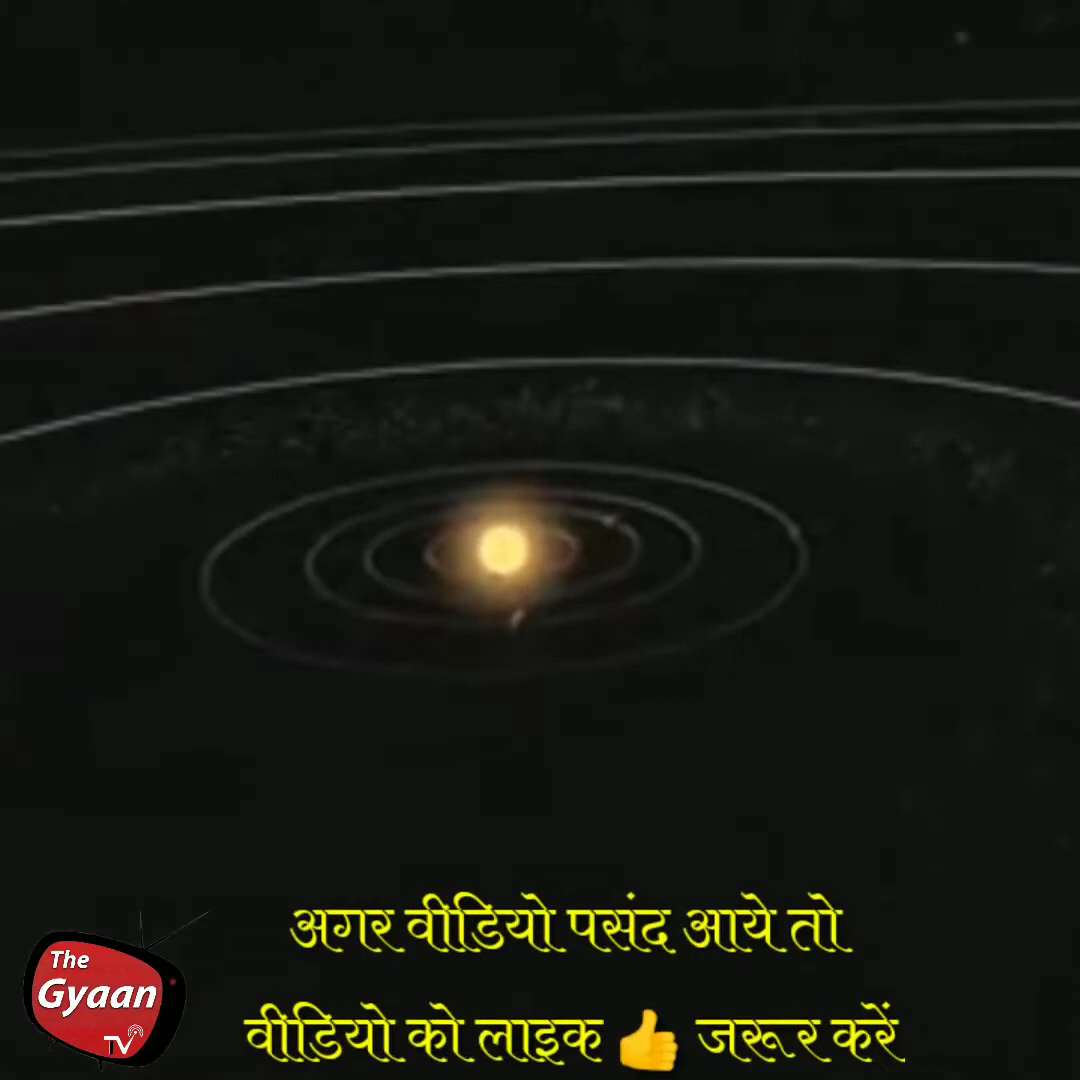 अगर वीडियो पसंद आये तो
वीडियो को लाइक 👍 जरूर करें
The
Gyaan
TV